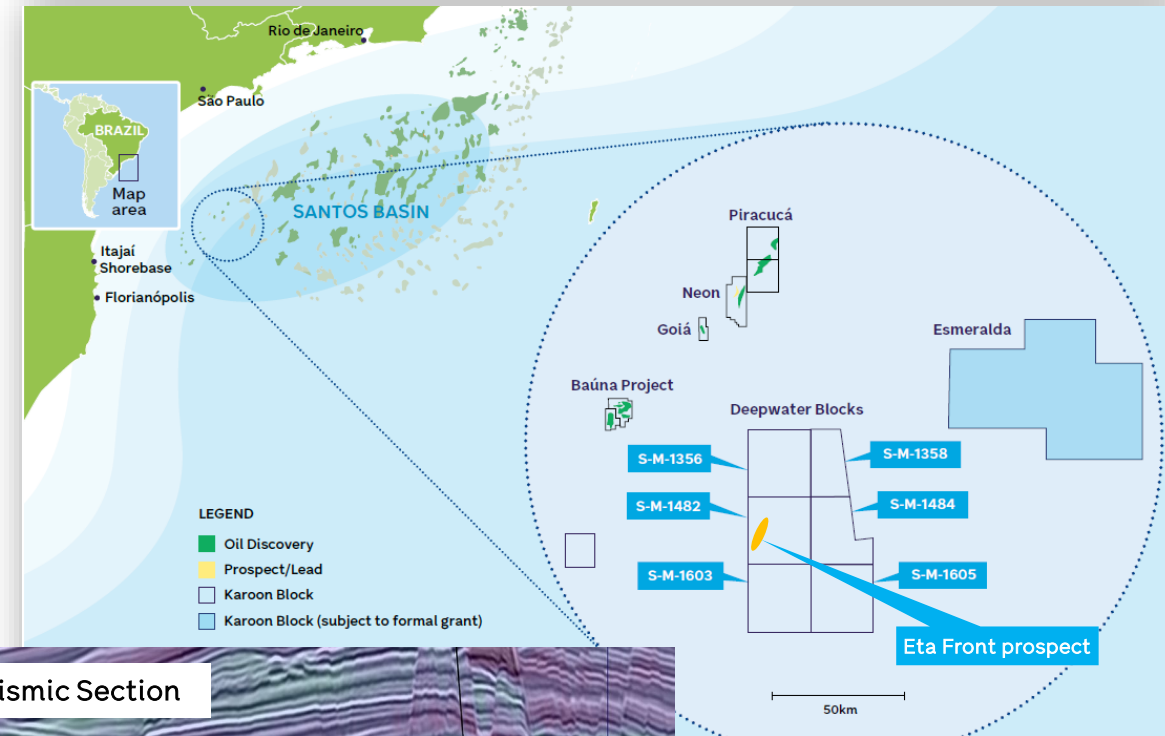 Rio de Janeiro
São Paulo
BRAZIL
Map
area
SANTOS BASIN
Itajaí
Shorebase
Florianópolis
Piracucá
Neon
Goiá
Esmeralda
Baúna Project
Deepwater Blocks
S-M-1356
S-M-1358
S-M-1482
S-M-1484
S-M-1603
S-M-1605
Eta Front prospect
50km
LEGEND
Oil Discovery
Prospect/Lead
Karoon Block
Karoon Block (subject to formal grant)
ismic Section